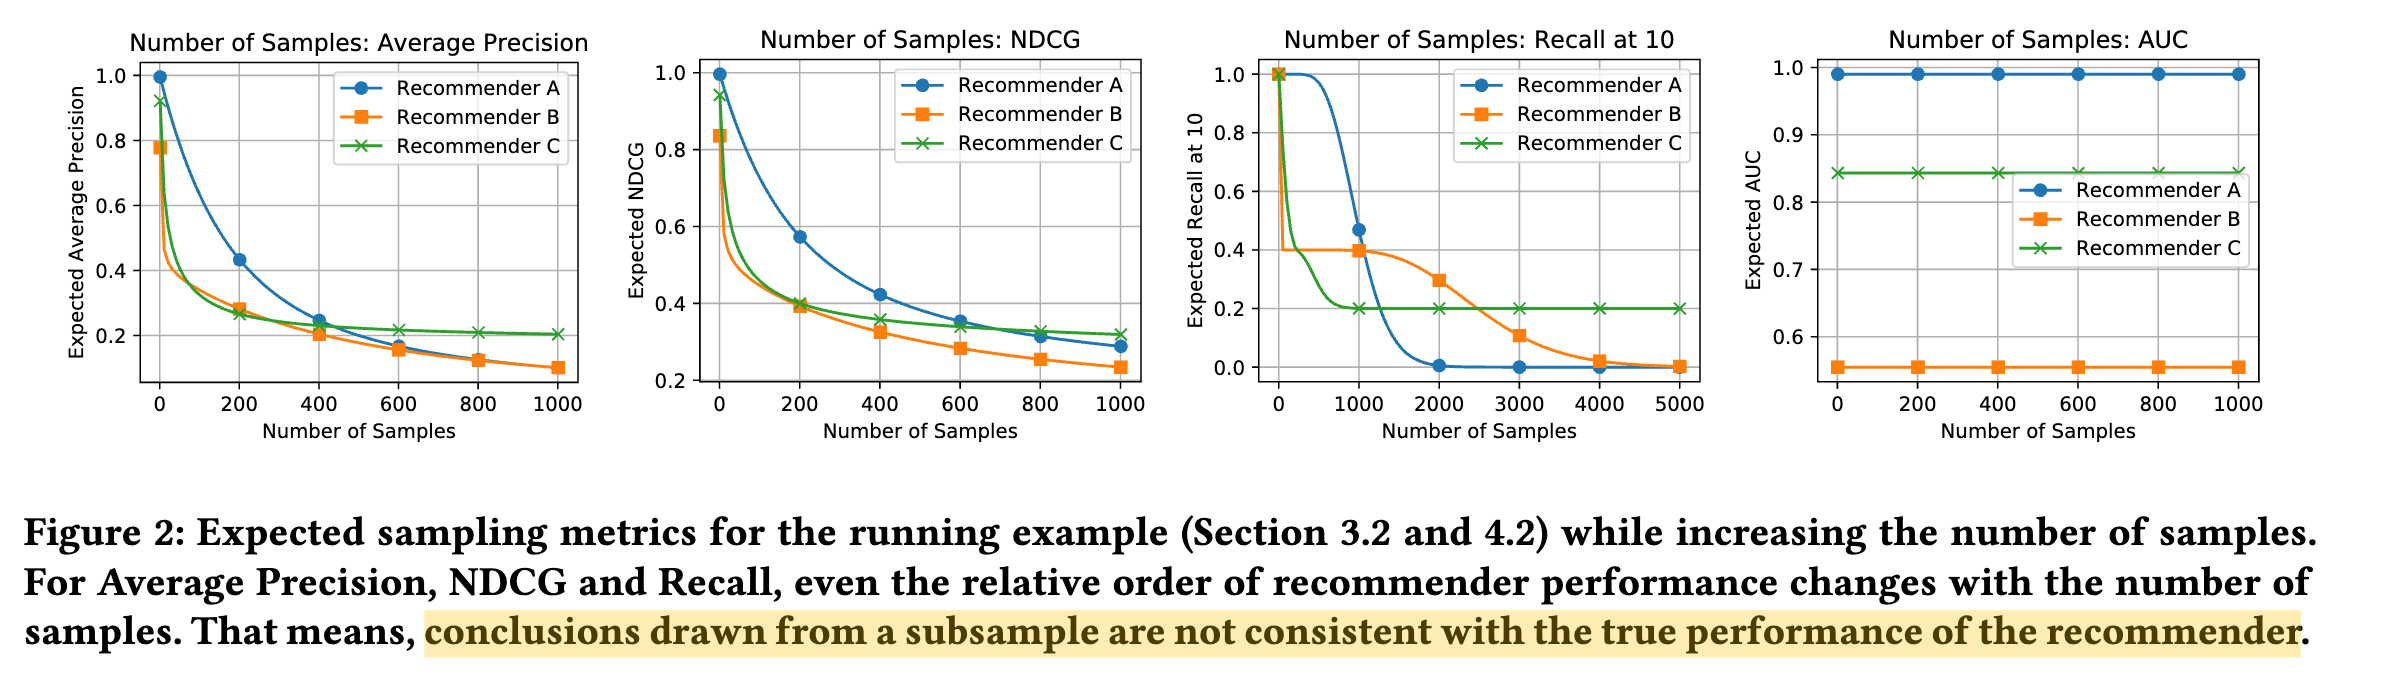 Number of Samples: Average Precision
Expected Average Precision
1.0
0.8
0.6
0.4
0.2
Recommender A
Recommender B
Recommender C
0 200 400 600 800 1000
Number of Samples
Number of Samples: NDCG
Expected NDCG
1.0
0.8
0.6
0.4
0.2
Recommender A
Recommender B
Recommender C
0 200 400 600 800 1000
Number of Samples
Number of Samples: Recall at 10
Expected Recall at 10
1.0
0.8
0.6
0.4
0.2
0.0
Recommender A
Recommender B
Recommender C
0 1000 2000 3000 4000 5000
Number of Samples
Number of Samples: AUC
Expected AUC
1.0
0.9
0.8
0.7
0.6
Recommender A
Recommender B
Recommender C
0 200 400 600 800 1000
Number of Samples
Figure 2: Expected sampling metrics for the running example (Section 3.2 and 4.2) while increasing the number of samples.
For Average Precision, NDCG and Recall, even the relative order of recommender performance changes with the number of
samples. That means, conclusions drawn from a subsample are not consistent with the true performance of the recommender.